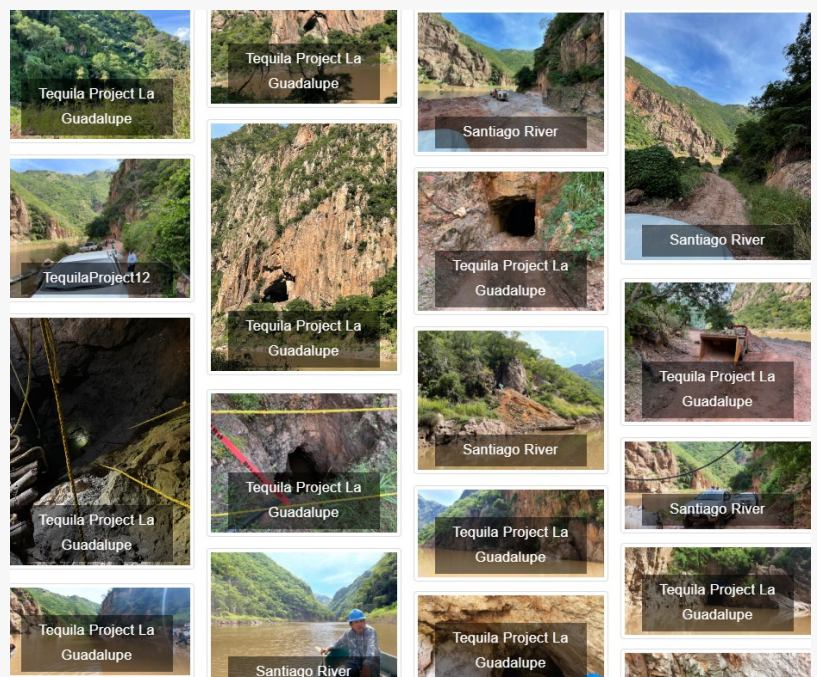 Tequila Project La
Guadalupe
TequilaProject12
Tequila Project La
Guadalupe
Tequila Project La
Guadalupe
Tequila Project La
Guadalupe
Tequila Project La
Guadalupe
Tequila Project La
Guadalupe
Santiago River
Santiago River
Tequila Project La
Guadalupe
Santiago River
Tequila Project La
Guadalupe
Tequila Project La
Guadalupe
Santiago River
Tequila Project La
Guadalupe
Santiago River
Tequila Project La
Guadalupe